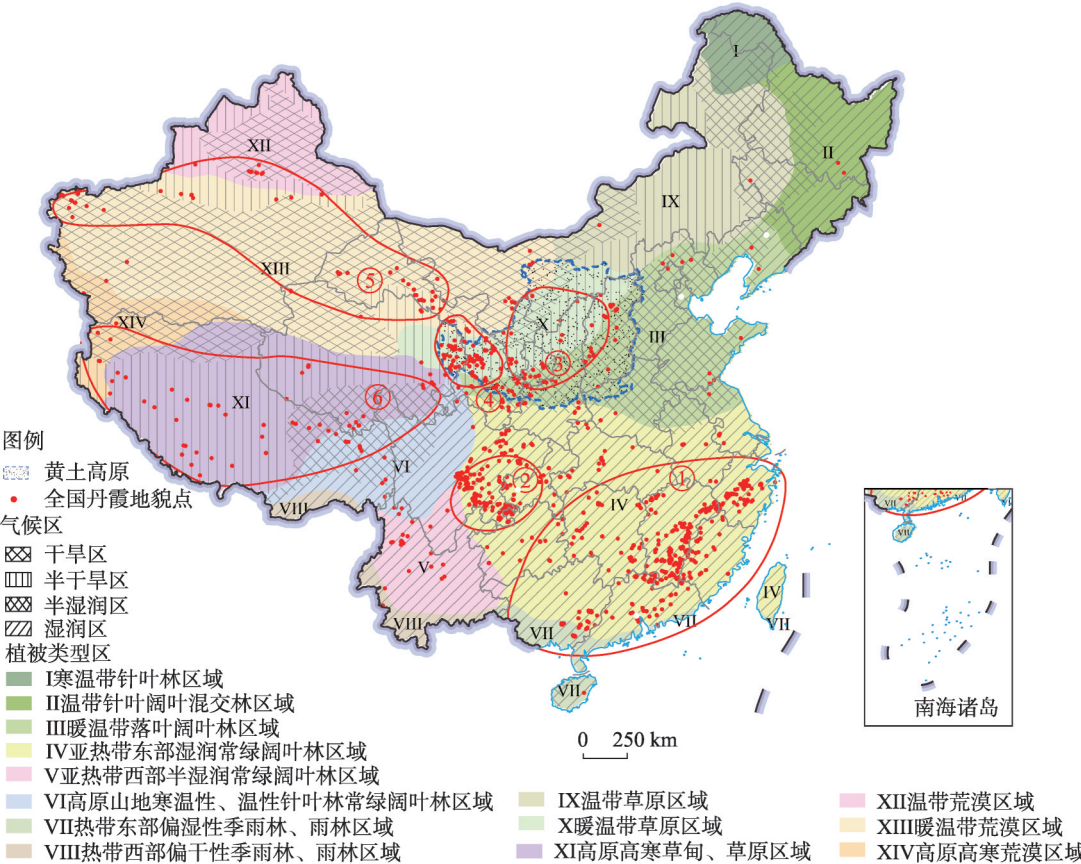 I
II
XII
IX
XIII
⑤
X
III
XIV
③
④
XI
⑥
VI
②
①
IV
VIII
V
IV
VII
VII
VII
VIII
VII
图例
黄土高原
全国丹霞地貌点
气候区
干旱区
半干旱区
半湿润区
湿润区
植被类型区
I寒温带针叶林区域
II温带针叶阔叶混交林区域
III暖温带落叶阔叶林区域
IV亚热带东部湿润常绿阔叶林区域
V亚热带西部半湿润常绿阔叶林区域
VI高原山地寒温性、温性针叶林常绿阔叶林区域
VII热带东部偏湿性季雨林、雨林区域
VIII热带西部偏干性季雨林、雨林区域
IX温带草原区域
X暖温带草原区域
XI高原高寒草甸、草原区域
XII温带荒漠区域
XIII暖温带荒漠区域
XIV高原高寒荒漠区域
0 250 km
VII VII
VII
南海诸岛